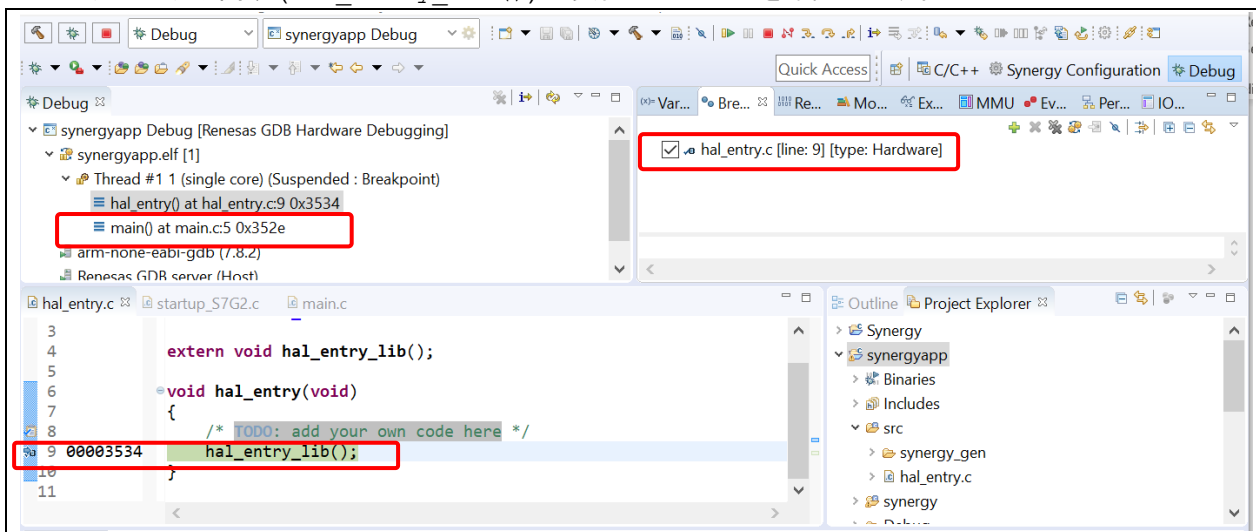 Debug
synergyapp Debug
Quick Access
C/C++
Synergy Configuration
Debug
Debug
synergyapp Debug [Renesas GDB Hardware Debugging]
synergyapp.elf [1]
Thread #1 1 (single core) (Suspended : Breakpoint)
hal_entry() at hal_entry.c:9 0x3534
main() at main.c:5 0x352e
arm-none-eabi-gdb (7.8.2)
Renesas GDB server (Host)
(x)= Var... Bre... Re... Mo... Ex... MMU Ev... Per... IO...
hal_entry.c [line: 9] [type: Hardware]
hal_entry.c startup_S7G2.c main.c
3
4 extern void hal_entry_lib();
5
6 void hal_entry(void)
7 {
8 /* TODO: add your own code here */
9 00003534 hal_entry_lib();
10 }
11
Outline Project Explorer
Synergy
synergyapp
Binaries
Includes
src
synergy_gen
hal_entry.c
synergy
Debug